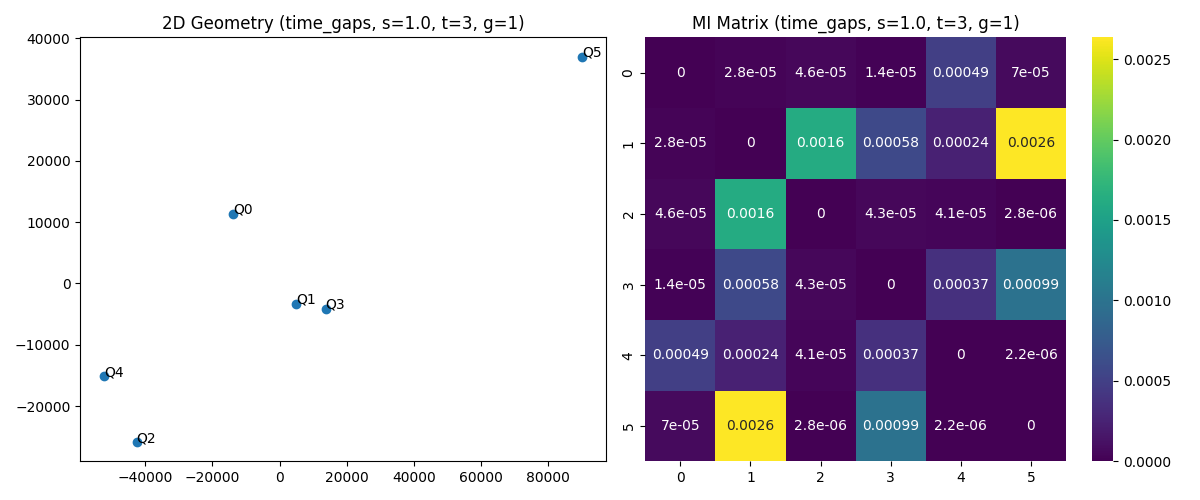 2D Geometry (time_gaps, s=1.0, t=3, g=1)
40000
30000
20000
10000
0
−10000
−20000
−40000 −20000 0 20000 40000 60000 80000
Q5
Q0
Q1
Q3
Q4
Q2
MI Matrix (time_gaps, s=1.0, t=3, g=1)
0 0 2.8e-05 4.6e-05 1.4e-05 0.00049 7e-05
1 2.8e-05 0 0.0016 0.00058 0.00024 0.0026
2 4.6e-05 0.0016 0 4.3e-05 4.1e-05 2.8e-06
3 1.4e-05 0.00058 4.3e-05 0 0.00037 0.00099
4 0.00049 0.00024 4.1e-05 0.00037 0 2.2e-06
5 7e-05 0.0026 2.8e-06 0.00099 2.2e-06 0
0 1 2 3 4 5
0.0025
0.0020
0.0015
0.0010
0.0005
0.0000